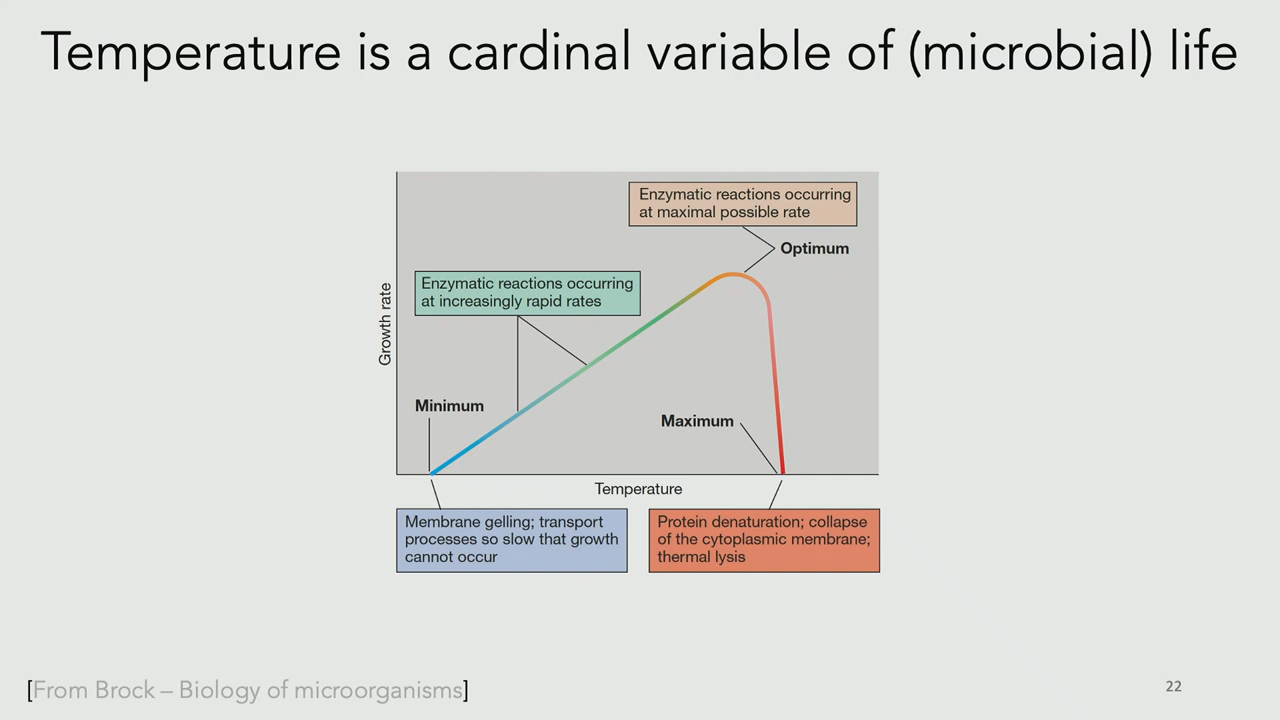 Temperature is a cardinal variable of (microbial) life
Enzymatic reactions occurring
at maximal possible rate
Optimum
Enzymatic reactions occurring
at increasingly rapid rates
Growth rate
Minimum
Maximum
Temperature
Membrane gelling; transport
processes so slow that growth
cannot occur
Protein denaturation; collapse
of the cytoplasmic membrane;
thermal lysis
[From Brock – Biology of microorganisms]
22